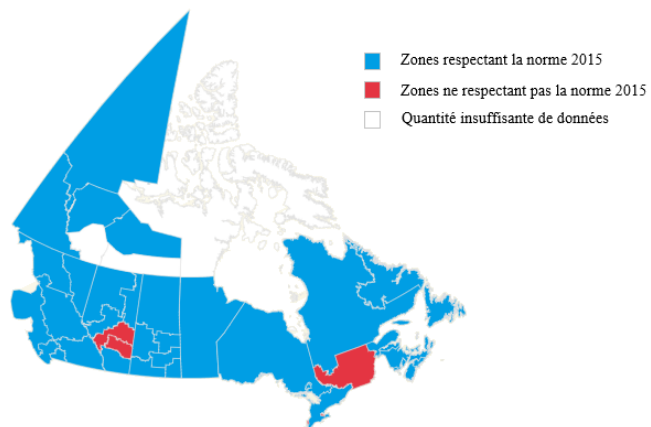 Zones respectant la norme 2015
Zones ne respectant pas la norme 2015
Quantité insuffisante de données